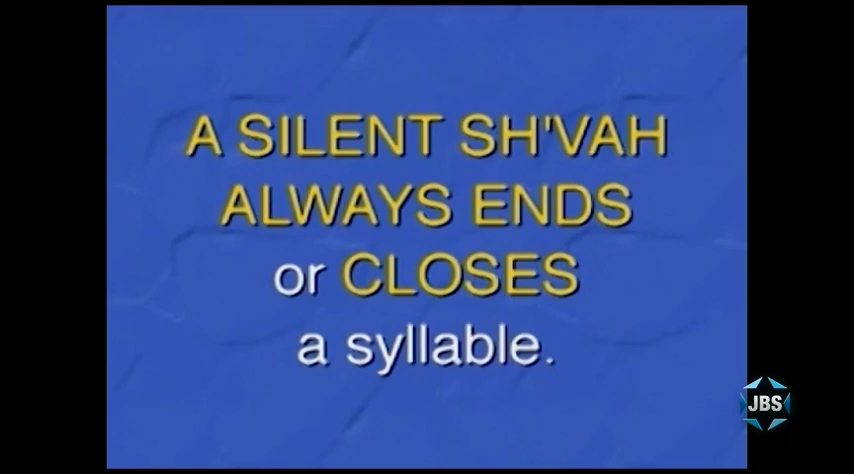 A SILENT SH'VAH
ALWAYS ENDS
or CLOSES
a syllable.
JBS